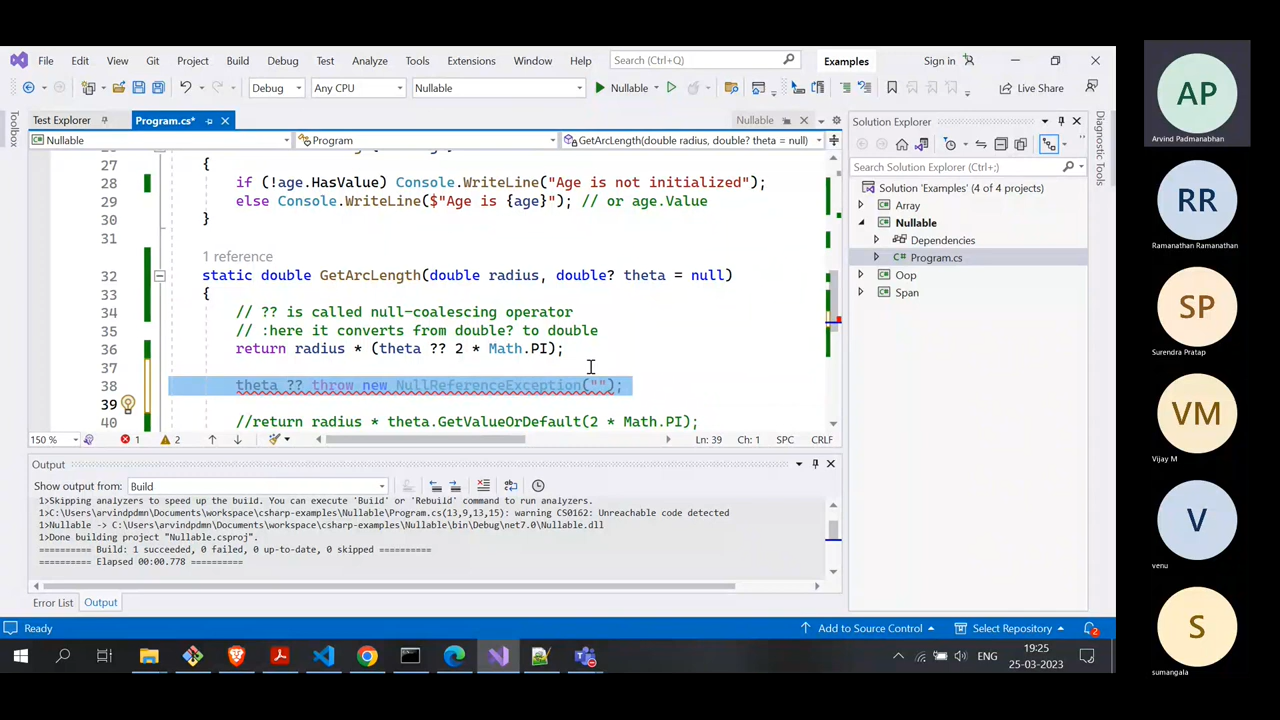 File Edit View Git Project Build Debug Test Analyze Tools Extensions Window Help Search (Ctrl+Q) Examples Sign in
Debug Any CPU Nullable Nullable Live Share
Toolbox
Test Explorer Program.cs* Nullable
Nullable Program GetArcLength(double radius, double? theta = null)
27 {
28 if (!age.HasValue) Console.WriteLine("Age is not initialized");
29 else Console.WriteLine($"Age is {age}"); // or age.Value
30 }
31
1 reference
32 static double GetArcLength(double radius, double? theta = null)
33 {
34 // ?? is called null-coalescing operator
35 // :here it converts from double? to double
36 return radius * (theta ?? 2 * Math.PI);
37
38 theta ?? throw new NullReferenceException("");
39
40 //return radius * theta.GetValueOrDefault(2 * Math.PI);
150 % 1 2 Ln: 39 Ch: 1 SPC CRLF
Output
Show output from: Build
1>Skipping analyzers to speed up the build. You can execute 'Build' or 'Rebuild' command to run analyzers.
1>C:\Users\arvindpdmn\Documents\workspace\csharp-examples\Nullable\Program.cs(13,9,13,15): warning CS0162: Unreachable code detected
1>Nullable -> C:\Users\arvindpdmn\Documents\workspace\csharp-examples\Nullable\bin\Debug\net7.0\Nullable.dll
1>Done building project "Nullable.csproj".
========== Build: 1 succeeded, 0 failed, 0 up-to-date, 0 skipped ==========
========== Elapsed 00:00.778 ==========
Error List Output
Solution Explorer
Search Solution Explorer (Ctrl+;)
Solution 'Examples' (4 of 4 projects)
Array
Nullable
Dependencies
C# Program.cs
Oop
Span
Diagnostic Tools
Ready Add to Source Control Select Repository 2
ENG 19:25
25-03-2023
AP
Arvind Padmanabhan
RR
Ramanathan Ramanathan
SP
Surendra Pratap
VM
Vijay M
V
venu
S
sumangala